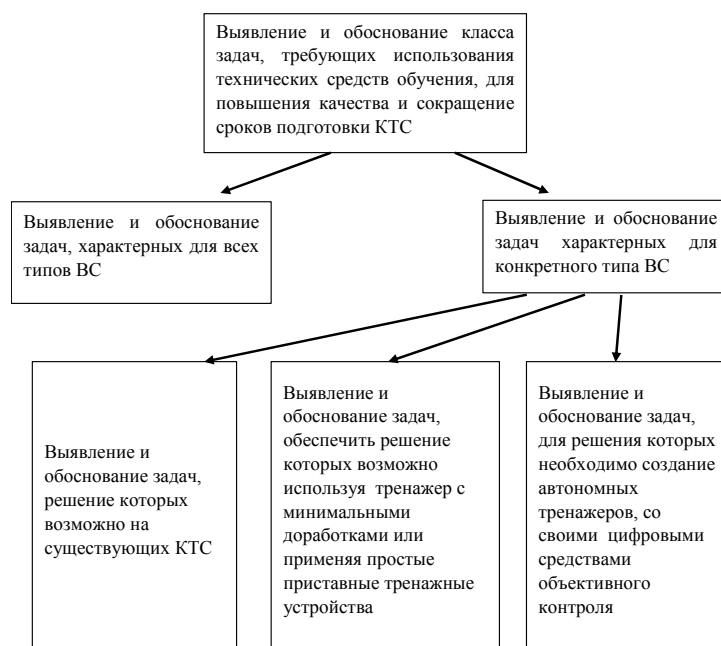 Выявление и обоснование класса
задач, требующих использования
технических средств обучения, для
повышения качества и сокращение
сроков подготовки КТС
Выявление и обоснование
задач, характерных для всех
типов ВС
Выявление и обоснование
задач характерных для
конкретного типа ВС
Выявление и
обоснование задач,
решение которых
возможно на
существующих КТС
Выявление и
обоснование задач,
обеспечить решение
которых возможно
используя тренажер с
минимальными
доработками или
применяя простые
приставные тренажные
устройства
Выявление и
обоснование задач,
для решения которых
необходимо создание
автономных
тренажеров, со
своими цифровыми
средствами
объективного
контроля